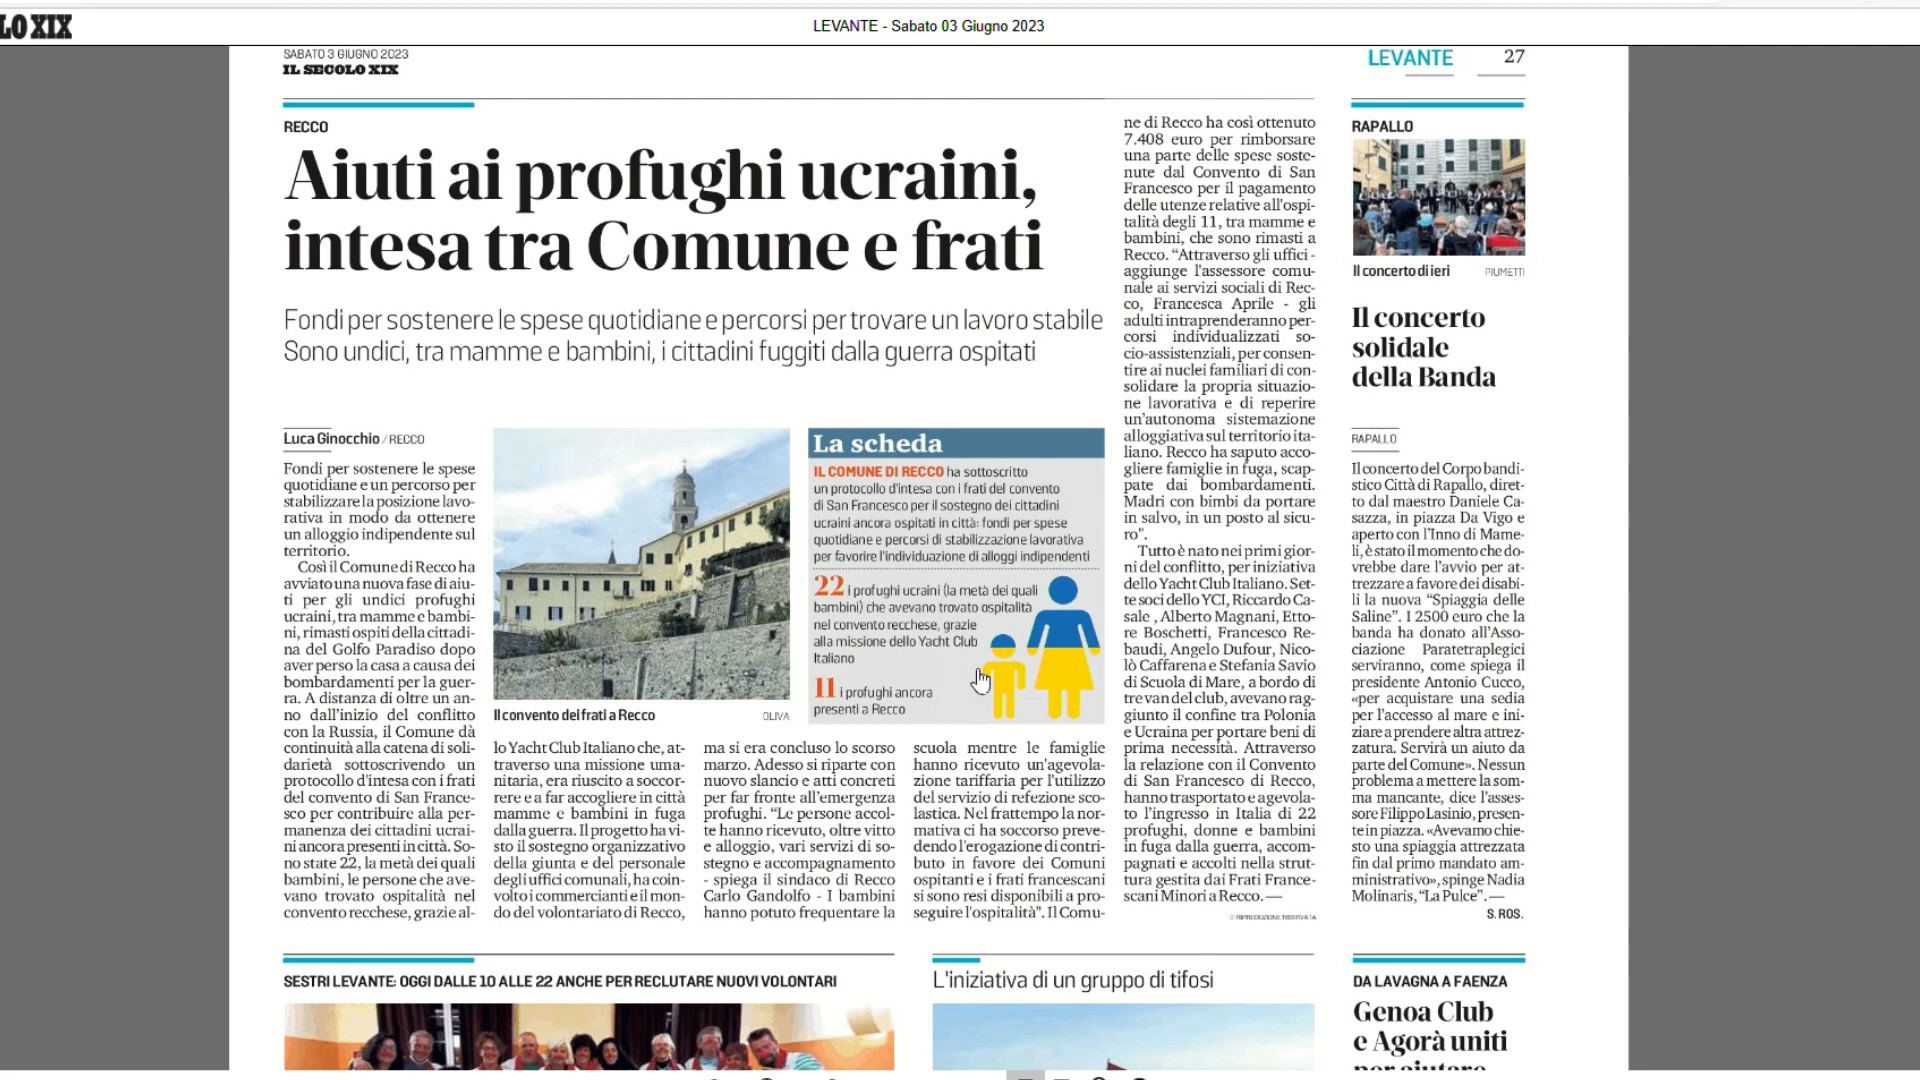 LO XIX
LEVANTE - Sabato 03 Giugno 2023
SABATO 3 GIUGNO 2023
IL SECOLO XIX
LEVANTE
27
RECCO
Aiuti ai profughi ucraini,
intesa tra Comune e frati
Fondi per sostenere le spese quotidiane e percorsi per trovare un lavoro stabile
Sono undici, tra mamme e bambini, i cittadini fuggiti dalla guerra ospitati
Luca Ginocchio / RECCO
Fondi per sostenere le spese
quotidiane e un percorso per
stabilizzare la posizione lavo-
rativa in modo da ottenere
un alloggio indipendente sul
territorio.
Così il Comune di Recco ha
avviato una nuova fase di aiu-
ti per gli undici profughi
ucraini, tra mamme e bambi-
ni, rimasti ospiti della cittadi-
na del Golfo Paradiso dopo
aver perso la casa a causa dei
bombardamenti per la guer-
ra. A distanza di oltre un an-
no dall'inizio del conflitto
con la Russia, il Comune dà
continuità alla catena di soli-
darietà sottoscrivendo un
protocollo d'intesa con i frati
del convento di San France-
sco per contribuire alla per-
manenza dei cittadini ucrai-
ni ancora presenti in città. So-
no state 22, la metà dei quali
bambini, le persone che ave-
vano trovato ospitalità nel
convento recchese, grazie al-
Il convento dei frati a Recco
OLIVA
La scheda
IL COMUNE DI RECCO ha sottoscritto
un protocollo d'intesa con i frati del convento
di San Francesco per il sostegno dei cittadini
ucraini ancora ospitati in città: fondi per spese
quotidiane e percorsi di stabilizzazione lavorativa
per favorire l'individuazione di alloggi indipendenti
22 i profughi ucraini (la metà dei quali
bambini) che avevano trovato ospitalità
nel convento recchese, grazie
alla missione dello Yacht Club
Italiano
11 i profughi ancora
presenti a Recco
lo Yacht Club Italiano che, at-
traverso una missione uma-
nitaria, era riuscito a soccor-
rere e a far accogliere in città
mamme e bambini in fuga
dalla guerra. Il progetto ha vi-
sto il sostegno organizzativo
della giunta e del personale
degli uffici comunali, ha coin-
volto i commercianti e il mon-
do del volontariato di Recco,
ma si era concluso lo scorso
marzo. Adesso si riparte con
nuovo slancio e atti concreti
per far fronte all'emergenza
profughi. "Le persone accol-
te hanno ricevuto, oltre vitto
e alloggio, vari servizi di so-
stegno e accompagnamento
- spiega il sindaco di Recco
Carlo Gandolfo - I bambini
hanno potuto frequentare la
scuola mentre le famiglie
hanno ricevuto un'agevola-
zione tariffaria per l'utilizzo
del servizio di refezione sco-
lastica. Nel frattempo la nor-
mativa ci ha soccorso preve-
dendo l'erogazione di contri-
buto in favore dei Comuni
ospitanti e i frati francescani
si sono resi disponibili a pro-
seguire l'ospitalità". Il Comu-
ne di Recco ha così ottenuto
7.408 euro per rimborsare
una parte delle spese soste-
nute dal Convento di San
Francesco per il pagamento
delle utenze relative all'ospi-
talità degli 11, tra mamme e
bambini, che sono rimasti a
Recco. "Attraverso gli uffici -
aggiunge l'assessore comu-
nale ai servizi sociali di Rec-
co, Francesca Aprile - gli
adulti intraprenderanno per-
corsi individualizzati so-
cio-assistenziali, per consen-
tire ai nuclei familiari di con-
solidare la propria situazio-
ne lavorativa e di reperire
un'autonoma sistemazione
alloggiativa sul territorio ita-
liano. Recco ha saputo acco-
gliere famiglie in fuga, scap-
pate dai bombardamenti.
Madri con bimbi da portare
in salvo, in un posto al sicu-
ro".
Tutto è nato nei primi gior-
ni del conflitto, per iniziativa
dello Yacht Club Italiano. Set-
te soci dello YCI, Riccardo Ca-
sale , Alberto Magnani, Etto-
re Boschetti, Francesco Re-
baudi, Angelo Dufour, Nico-
lò Caffarena e Stefania Savio
di Scuola di Mare, a bordo di
tre van del club, avevano rag-
giunto il confine tra Polonia
e Ucraina per portare beni di
prima necessità. Attraverso
la relazione con il Convento
di San Francesco di Recco,
hanno trasportato e agevola-
to l'ingresso in Italia di 22
profughi, donne e bambini
in fuga dalla guerra, accom-
pagnati e accolti nella strut-
tura gestita dai Frati France-
scani Minori a Recco. —
© RIPRODUZIONE RISERVATA
RAPALLO
Il concerto di ieri
PIUMETTI
Il concerto
solidale
della Banda
RAPALLO
Il concerto del Corpo bandi-
stico Città di Rapallo, diret-
to dal maestro Daniele Ca-
sazza, in piazza Da Vigo e
aperto con l'Inno di Mame-
li, è stato il momento che do-
vrebbe dare l'avvio per at-
trezzare a favore dei disabi-
li la nuova "Spiaggia delle
Saline". I 2500 euro che la
banda ha donato all'Asso-
ciazione Paratetraplegici
serviranno, come spiega il
presidente Antonio Cucco,
«per acquistare una sedia
per l'accesso al mare e ini-
ziare a prendere altra attrez-
zatura. Servirà un aiuto da
parte del Comune». Nessun
problema a mettere la som-
ma mancante, dice l'asses-
sore Filippo Lasinio, presen-
te in piazza. «Avevamo chie-
sto una spiaggia attrezzata
fin dal primo mandato am-
ministrativo», spinge Nadia
Molinaris, "La Pulce". —
S. ROS.
SESTRI LEVANTE: OGGI DALLE 10 ALLE 22 ANCHE PER RECLUTARE NUOVI VOLONTARI
L'iniziativa di un gruppo di tifosi
DA LAVAGNA A FAENZA
Genoa Club
e Agorà uniti
per aiutare